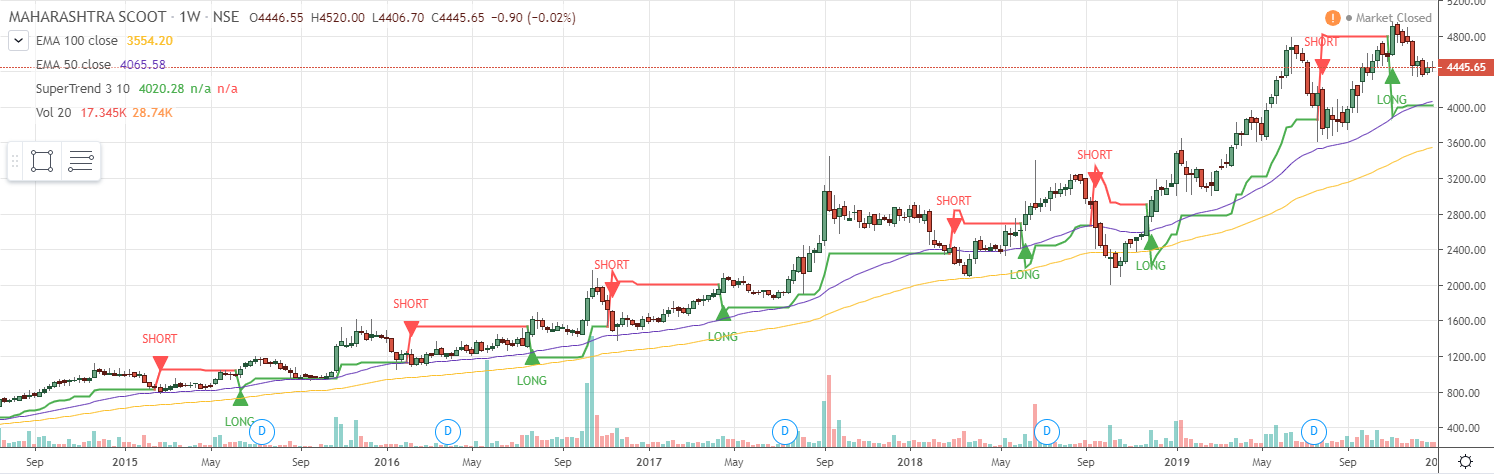 MAHARASHTRA SCOOT · 1W · NSE O4446.55 H4520.00 L4406.70 C4445.65 −0.90 (−0.02%)
! Market Closed
EMA 100 close 3554.20
EMA 50 close 4065.58
SuperTrend 3 10 4020.28 n/a n/a
Vol 20 17.345K 28.74K
5200.00
4800.00
4445.65
4000.00
3600.00
3200.00
2800.00
2400.00
2000.00
1600.00
1200.00
800.00
400.00
SHORT
LONG
SHORT
LONG
SHORT
LONG
SHORT
LONG
SHORT
LONG
SHORT
LONG
D D D D D
Sep 2015 May Sep 2016 May Sep 2017 May Sep 2018 May Sep 2019 May Sep 20